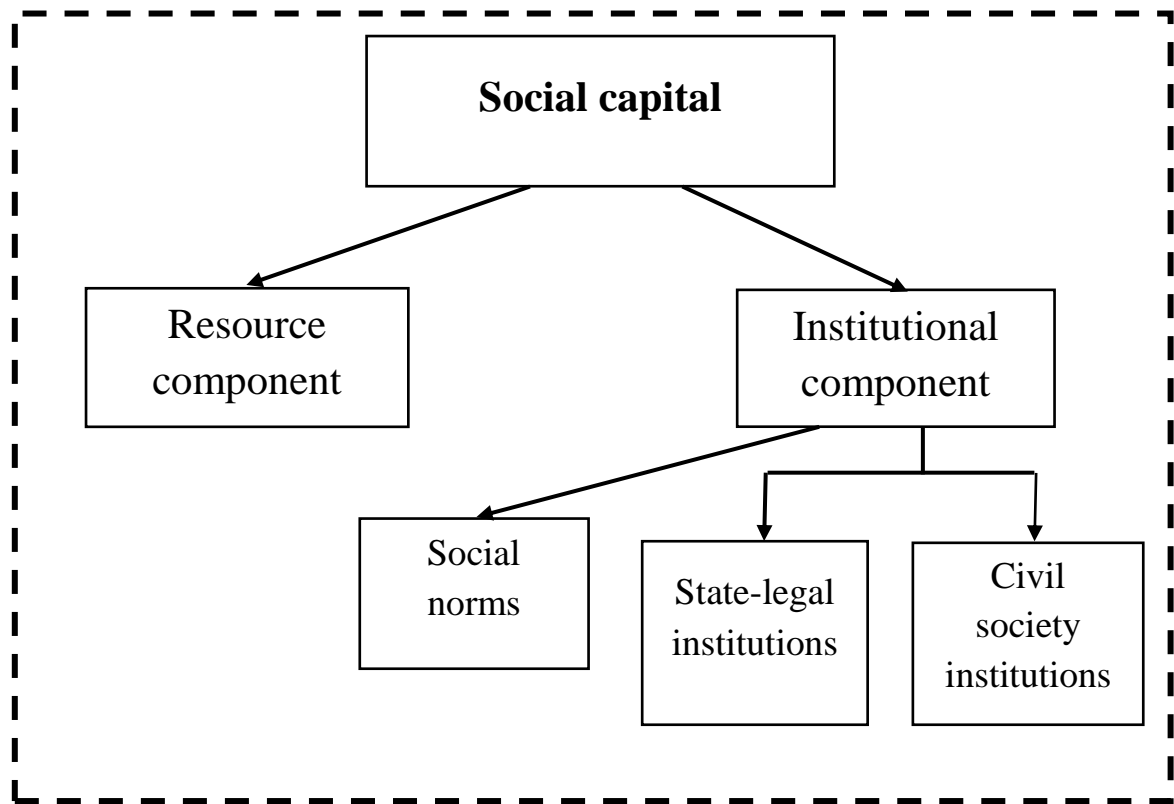 Social capital
Resource
component
Institutional
component
Social
norms
State-legal
institutions
Civil
society
institutions